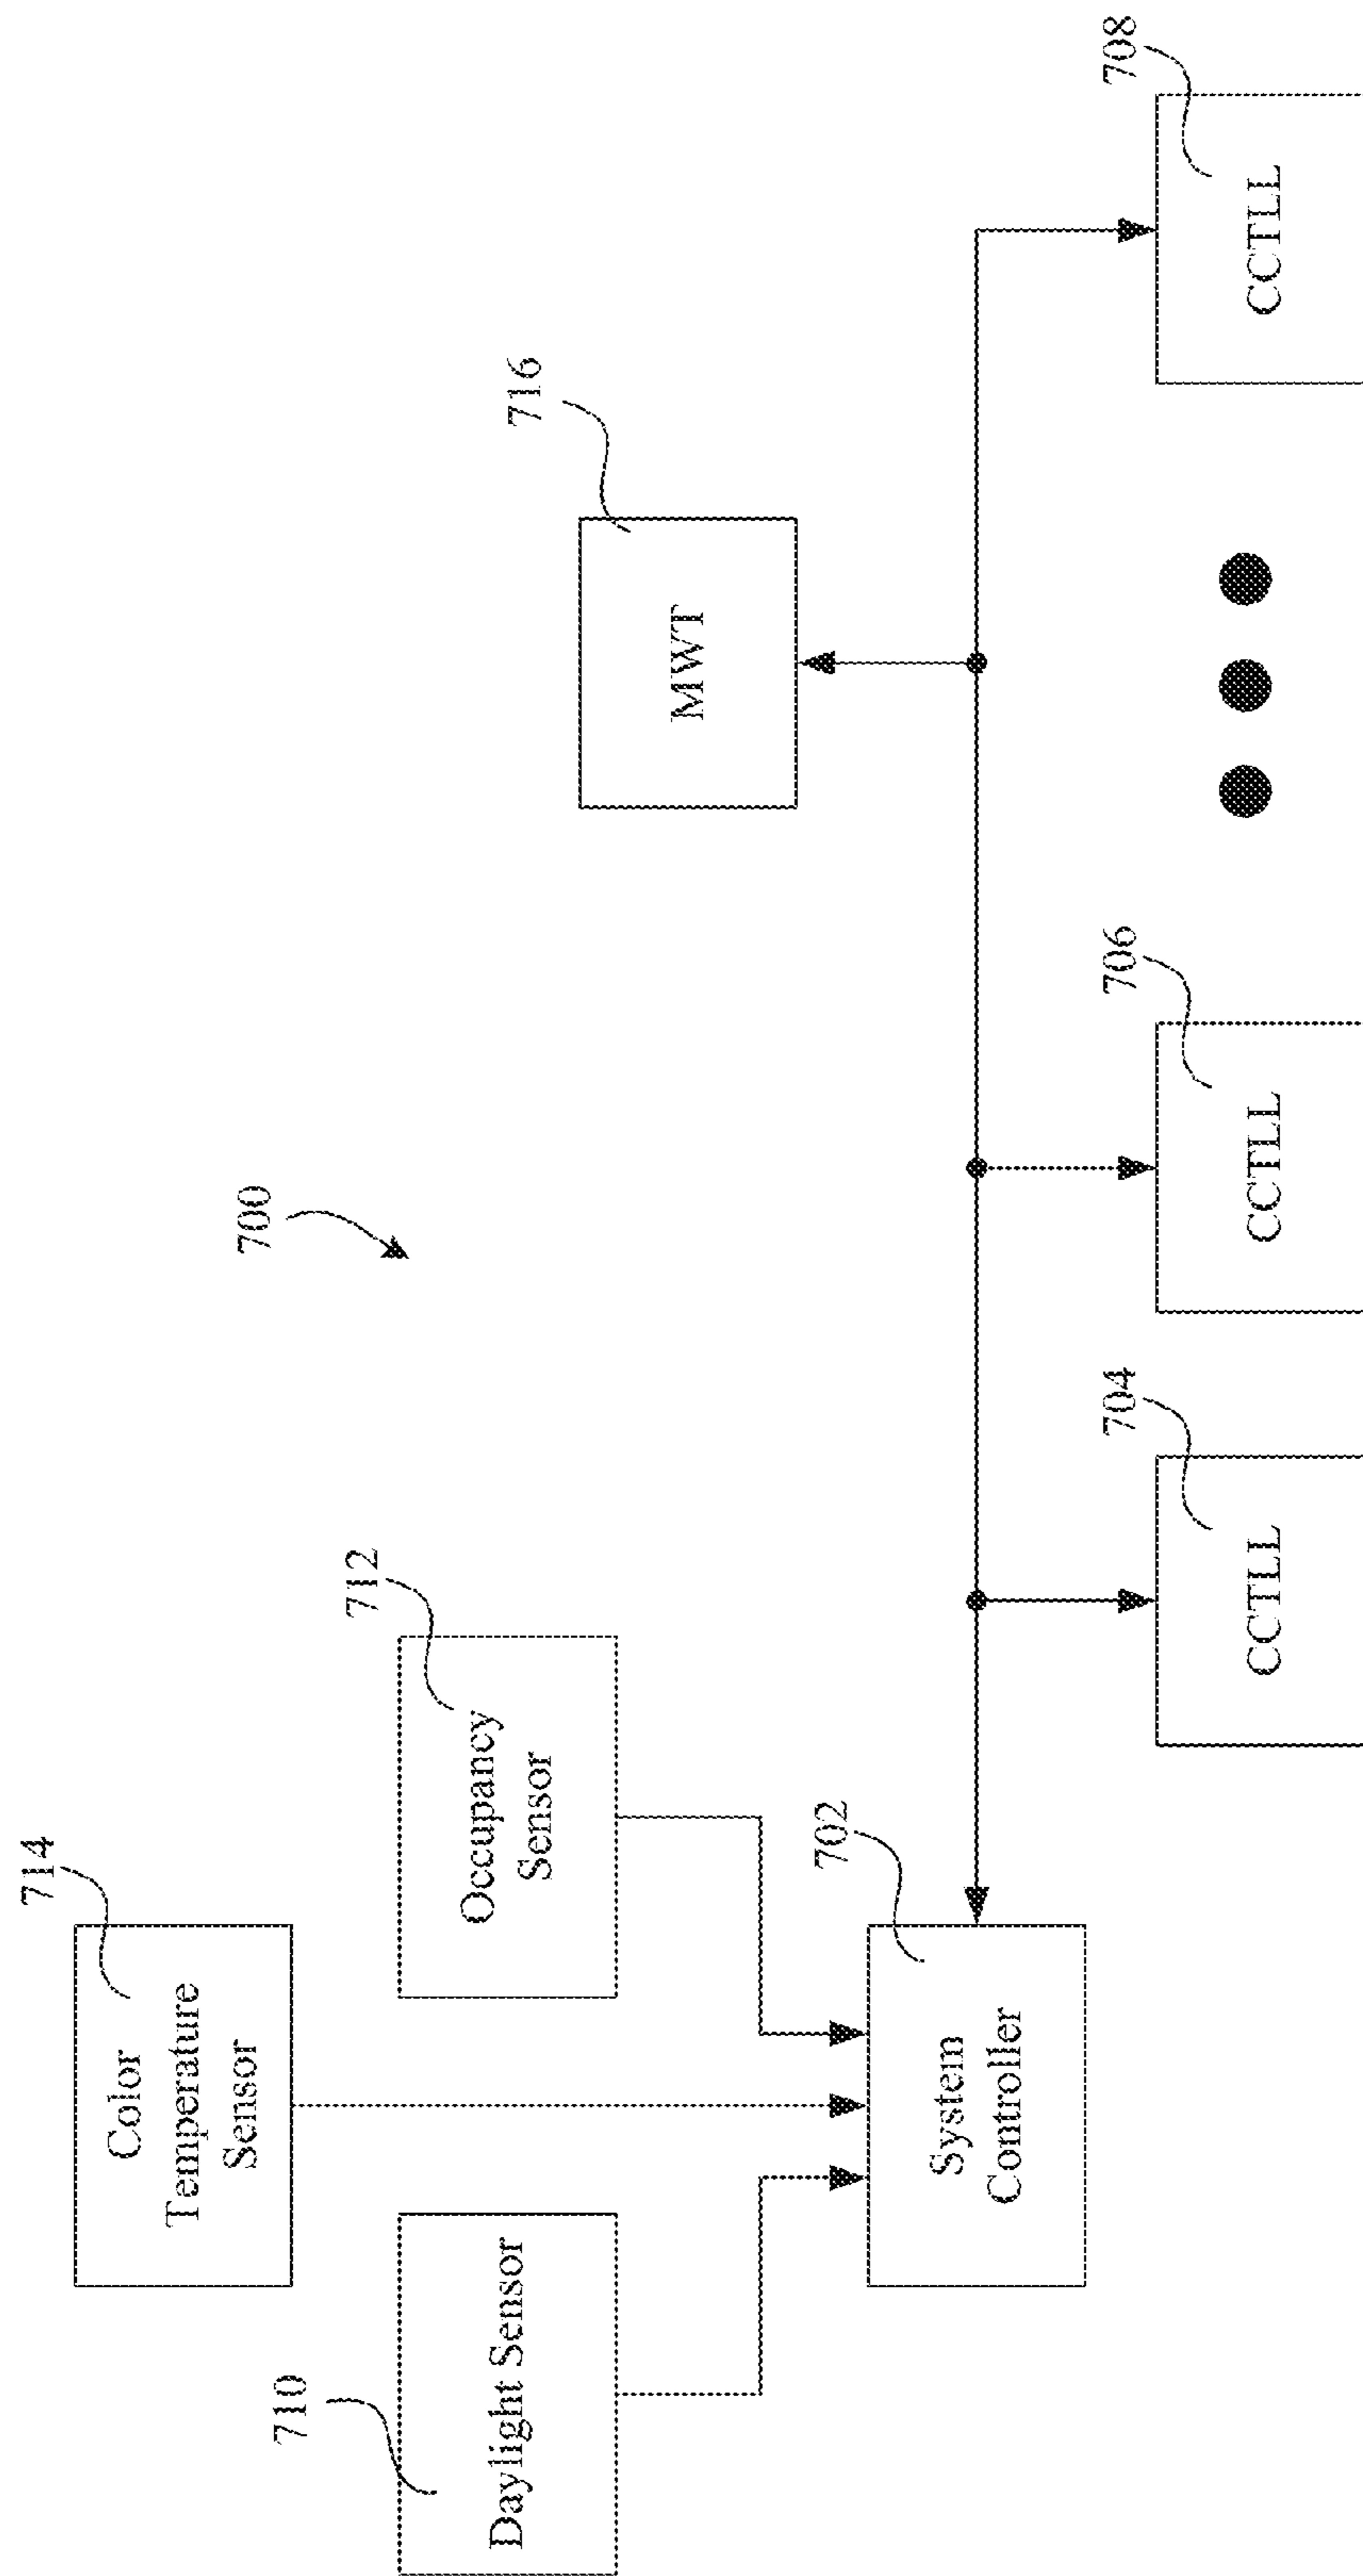 700
714
Color
Temperature
Sensor
710
Daylight Sensor
712
Occupancy
Sensor
716
MWT
702
System
Controller
704
CCTLL
706
CCTLL
708
CCTLL